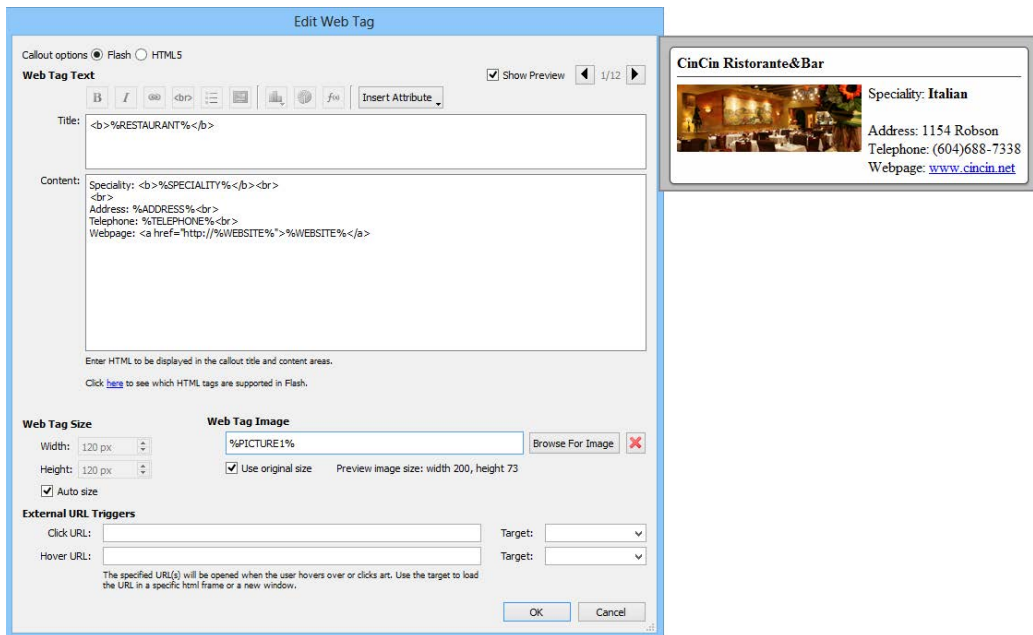 Edit Web Tag
Callout options Flash HTML5
Web Tag Text
Show Preview 1/12
B I <br> f(x) Insert Attribute
Title: <b>%RESTAURANT%</b>
Content: Speciality: <b>%SPECIALITY%</b><br>
<br>
Address: %ADDRESS%<br>
Telephone: %TELEPHONE%<br>
Webpage: <a href="http://%WEBSITE%">%WEBSITE%</a>
Enter HTML to be displayed in the callout title and content areas.
Click here to see which HTML tags are supported in Flash.
Web Tag Size
Width: 120 px
Height: 120 px
Auto size
Web Tag Image
%PICTURE1% Browse For Image
Use original size Preview image size: width 200, height 73
External URL Triggers
Click URL: Target:
Hover URL: Target:
The specified URL(s) will be opened when the user hovers over or clicks art. Use the target to load
the URL in a specific html frame or a new window.
OK Cancel
CinCin Ristorante&Bar
Speciality: Italian
Address: 1154 Robson
Telephone: (604)688-7338
Webpage: www.cincin.net